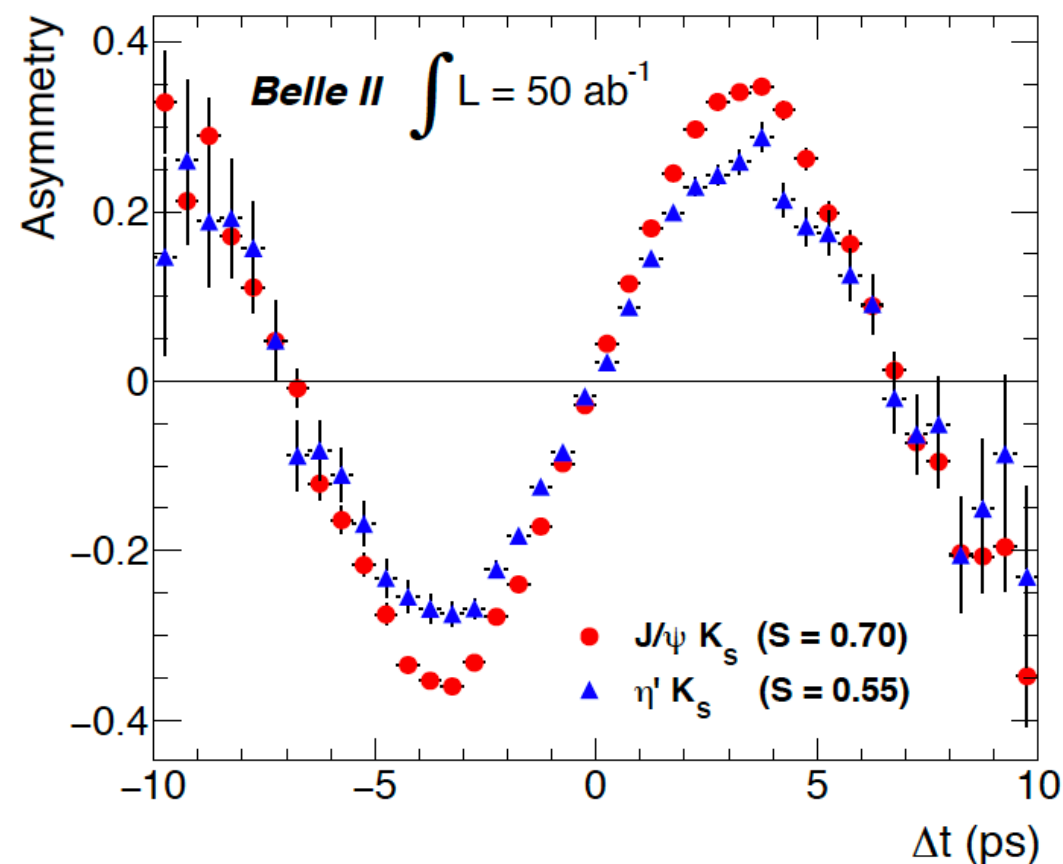 Belle II ∫ L = 50 ab⁻¹
Asymmetry
0.4
0.2
0
−0.2
−0.4
J/ψ K_s (S = 0.70)
η' K_s (S = 0.55)
−10 −5 0 5 10
Δt (ps)